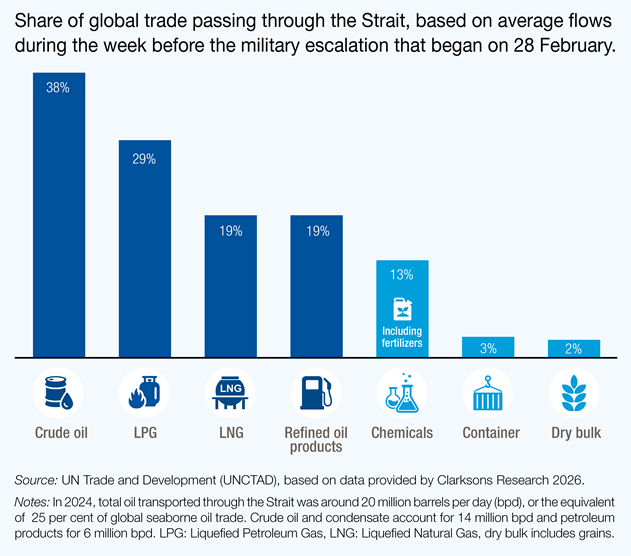 Share of global trade passing through the Strait, based on average flows
during the week before the military escalation that began on 28 February.
38%
29%
19%
19%
13%
Including
fertilizers
3%
2%
LNG
Crude oil
LPG
LNG
Refined oil
products
Chemicals
Container
Dry bulk
Source: UN Trade and Development (UNCTAD), based on data provided by Clarksons Research 2026.
Notes: In 2024, total oil transported through the Strait was around 20 million barrels per day (bpd), or the equivalent
of 25 per cent of global seaborne oil trade. Crude oil and condensate account for 14 million bpd and petroleum
products for 6 million bpd. LPG: Liquefied Petroleum Gas, LNG: Liquefied Natural Gas, dry bulk includes grains.